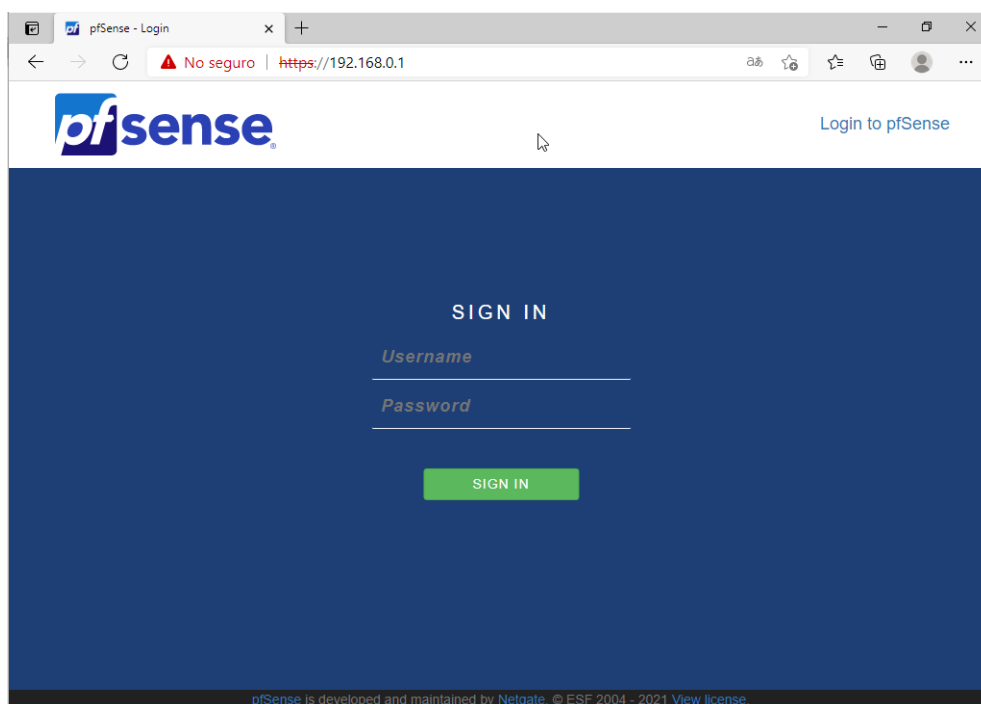 pfSense - Login
No seguro | https://192.168.0.1
pfsense
Login to pfSense
SIGN IN
Username
Password
SIGN IN
pfSense is developed and maintained by Netgate. © ESF 2004 - 2021 View license.